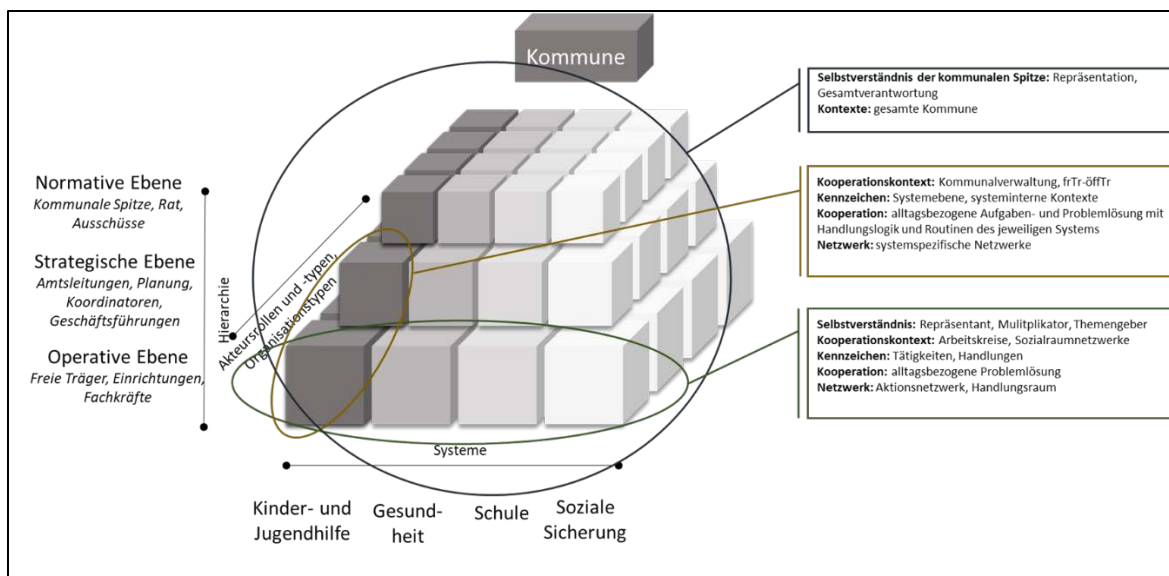 Kommune
Normative Ebene
Kommunale Spitze, Rat,
Ausschüsse
Strategische Ebene
Amtsleitungen, Planung,
Koordinatoren,
Geschäftsführungen
Operative Ebene
Freie Träger, Einrichtungen,
Fachkräfte
Hierarchie
Akteursrollen und -typen,
Organisationstypen
Systeme
Kinder- und
Jugendhilfe
Gesund-
heit
Schule
Soziale
Sicherung
Selbstverständnis der kommunalen Spitze: Repräsentation,
Gesamtverantwortung
Kontexte: gesamte Kommune
Kooperationskontext: Kommunalverwaltung, frTr-öffTr
Kennzeichen: Systemebene, systeminterne Kontexte
Kooperation: alltagsbezogene Aufgaben- und Problemlösung mit
Handlungslogik und Routinen des jeweiligen Systems
Netzwerk: systemspezifische Netzwerke
Selbstverständnis: Repräsentant, Mulitplikator, Themengeber
Kooperationskontext: Arbeitskreise, Sozialraumnetzwerke
Kennzeichen: Tätigkeiten, Handlungen
Kooperation: alltagsbezogene Problemlösung
Netzwerk: Aktionsnetzwerk, Handlungsraum